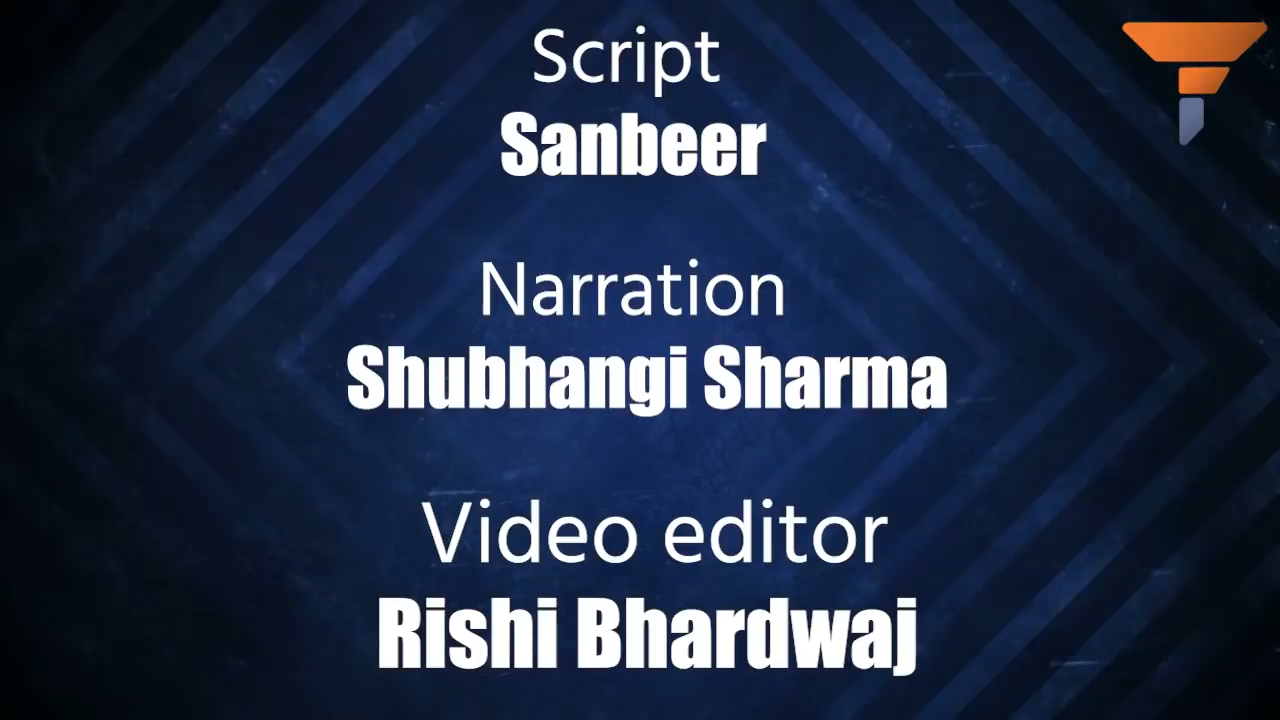 Script
Sanbeer
Narration
Shubhangi Sharma
Video editor
Rishi Bhardwaj